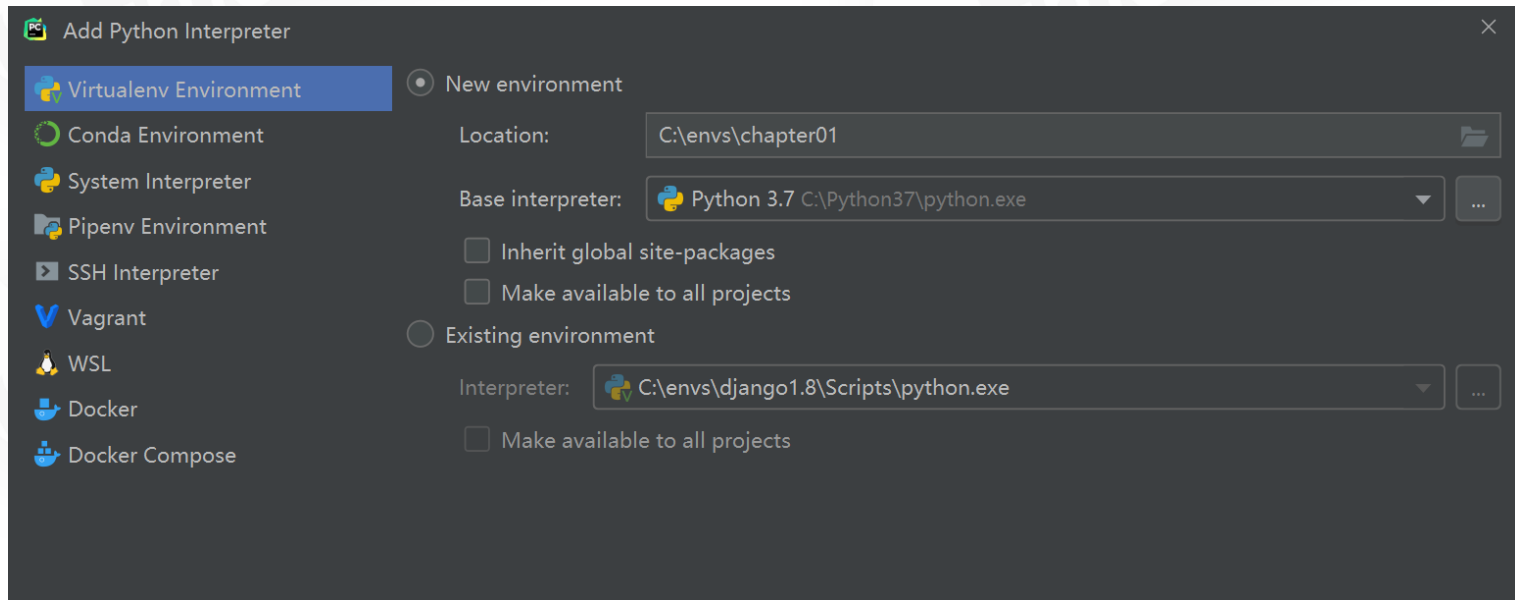 PC Add Python Interpreter
Virtualenv Environment
Conda Environment
System Interpreter
Pipenv Environment
SSH Interpreter
Vagrant
WSL
Docker
Docker Compose
New environment
Location: C:\envs\chapter01
Base interpreter: Python 3.7 C:\Python37\python.exe ...
Inherit global site-packages
Make available to all projects
Existing environment
Interpreter: C:\envs\django1.8\Scripts\python.exe ...
Make available to all projects